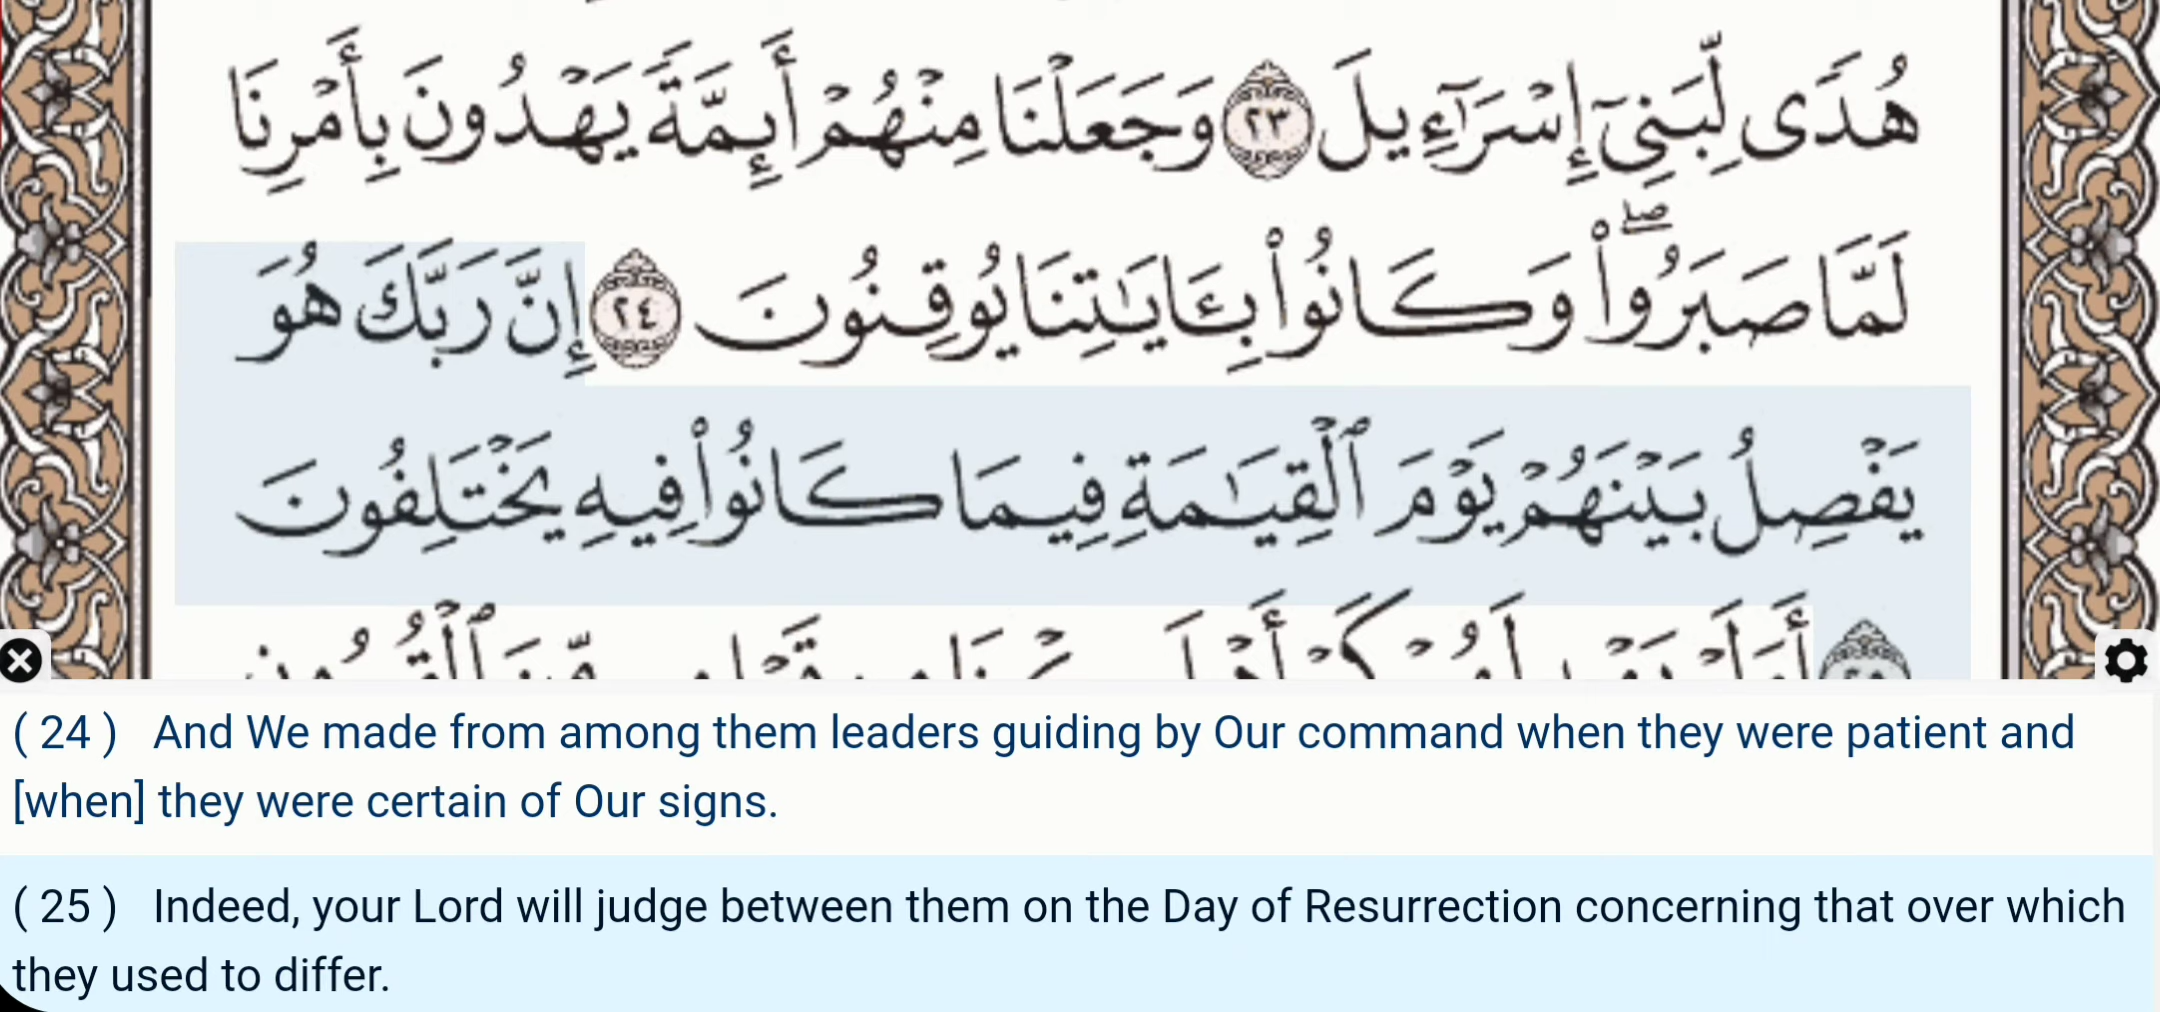 هُدًى لِّبَنِىٓ إِسْرَٰٓءِيلَ ٢٣ وَجَعَلْنَا مِنْهُمْ أَئِمَّةً يَهْدُونَ بِأَمْرِنَا
لَمَّا صَبَرُوا۟ ۖ وَكَانُوا۟ بِـَٔايَـٰتِنَا يُوقِنُونَ ٢٤ إِنَّ رَبَّكَ هُوَ
يَفْصِلُ بَيْنَهُمْ يَوْمَ ٱلْقِيَـٰمَةِ فِيمَا كَانُوا۟ فِيهِ يَخْتَلِفُونَ
( 24 ) And We made from among them leaders guiding by Our command when they were patient and
[when] they were certain of Our signs.
( 25 ) Indeed, your Lord will judge between them on the Day of Resurrection concerning that over which
they used to differ.